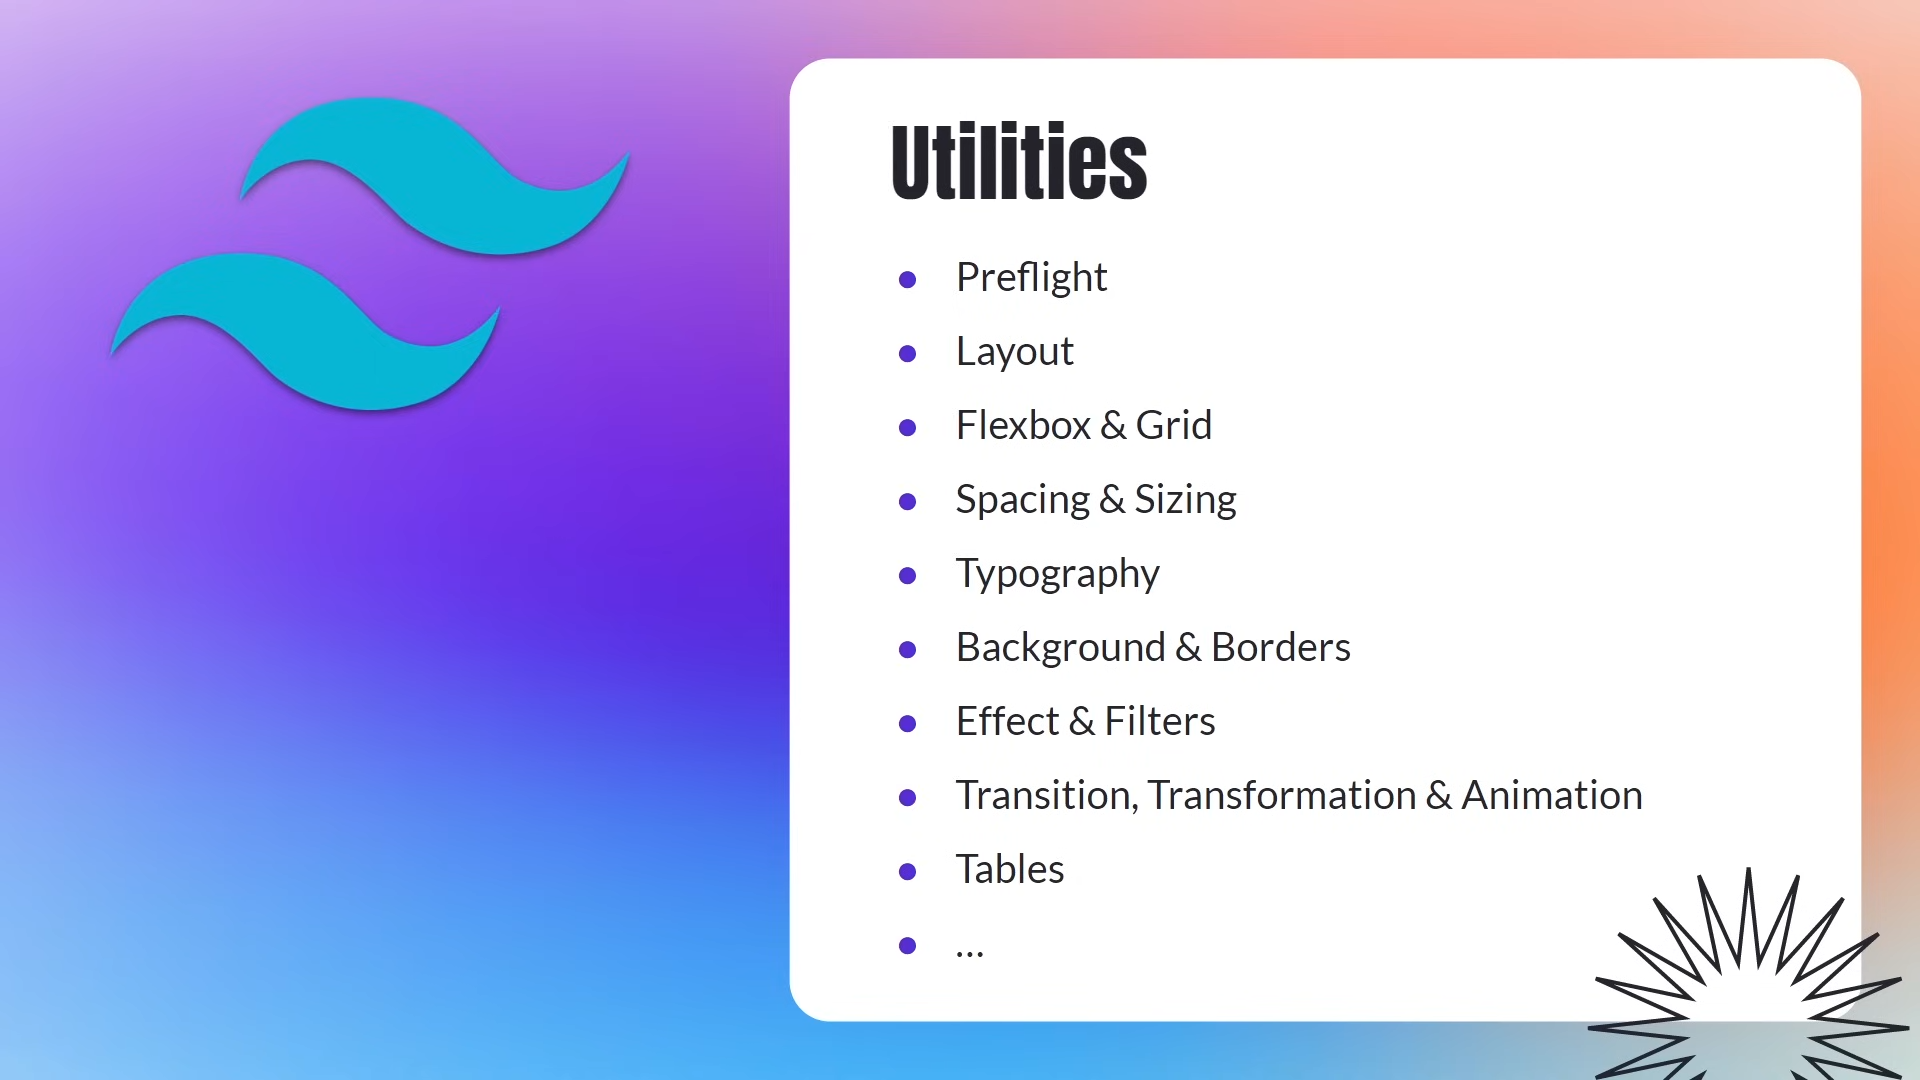 Utilities
Preflight
Layout
Flexbox & Grid
Spacing & Sizing
Typography
Background & Borders
Effect & Filters
Transition, Transformation & Animation
Tables
...